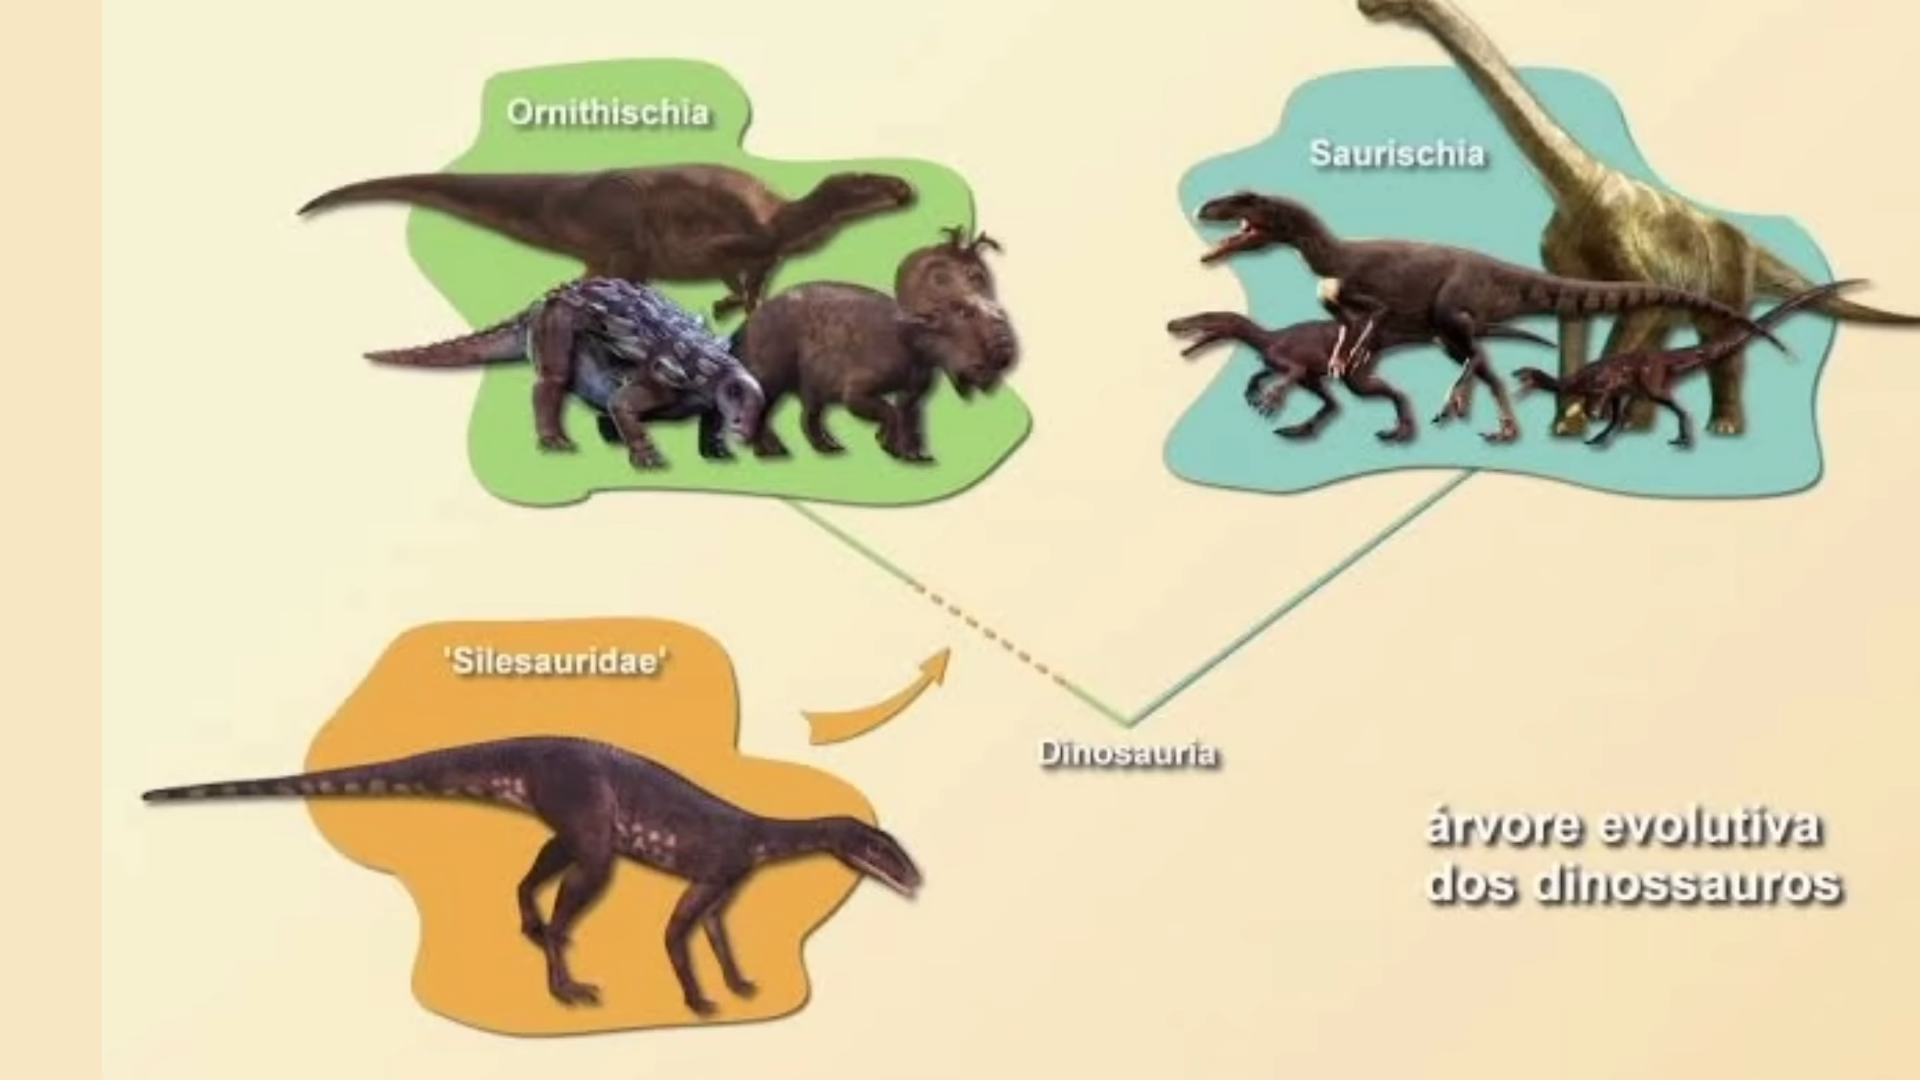 Ornithischia
Saurischia
'Silesauridae'
Dinosauria
árvore evolutiva
dos dinossauros